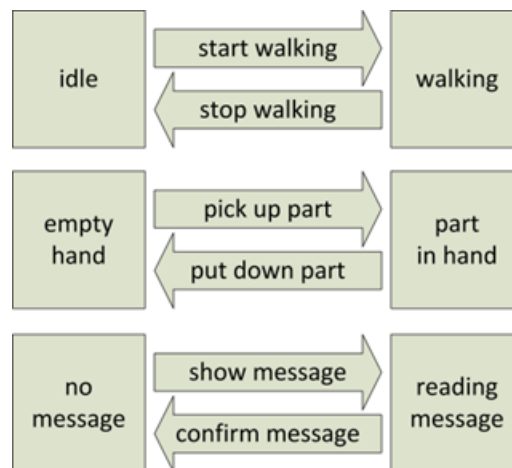 idle
start walking
stop walking
walking
empty
hand
pick up part
put down part
part
in hand
no
message
show message
confirm message
reading
message